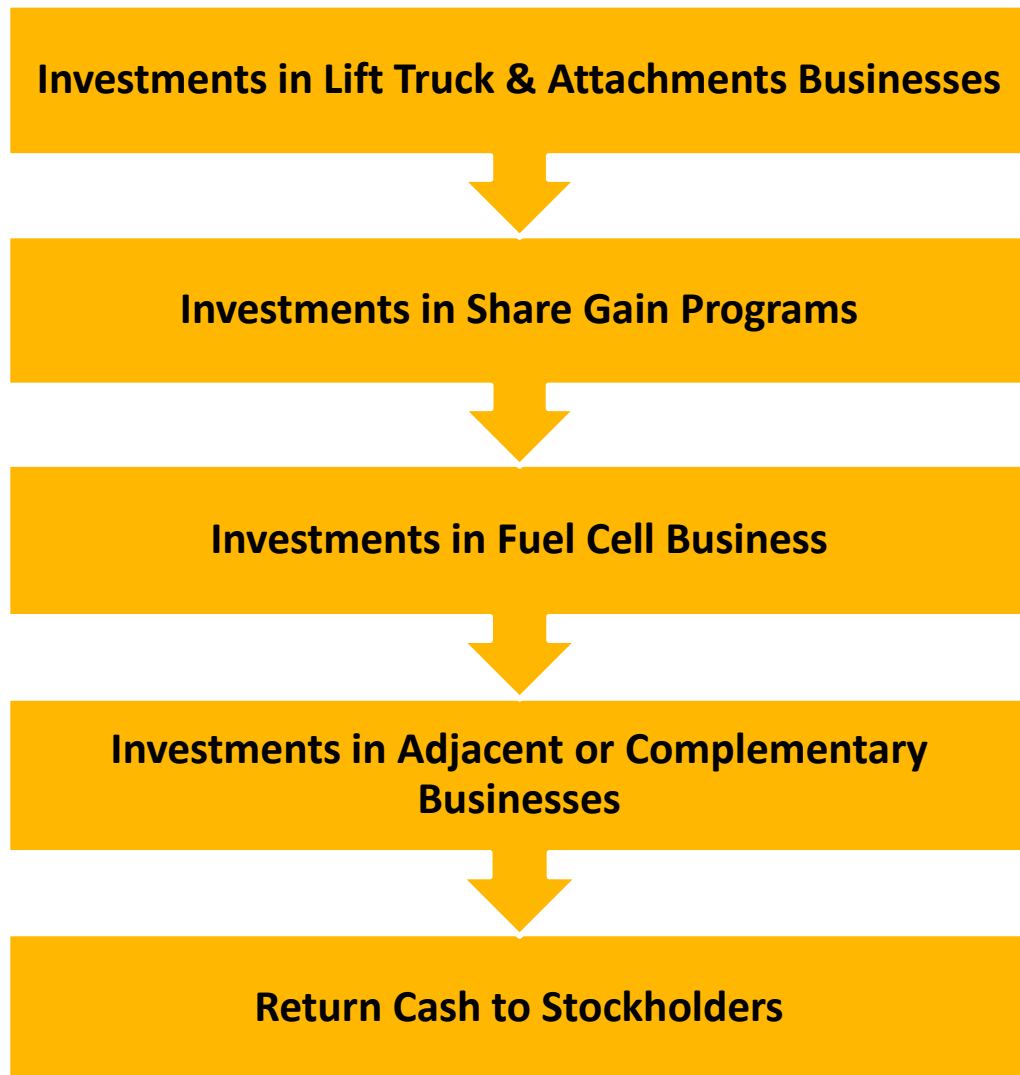 Investments in Lift Truck & Attachments Businesses
Investments in Share Gain Programs
Investments in Fuel Cell Business
Investments in Adjacent or Complementary
Businesses
Return Cash to Stockholders